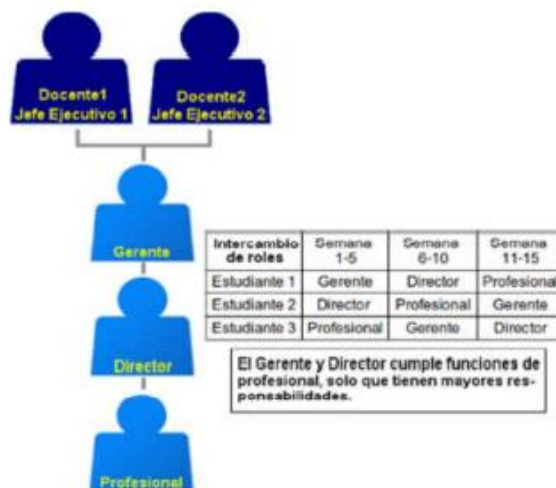 Docente1
Jefe Ejecutivo 1
Docente2
Jefe Ejecutivo 2
Gerente
Director
Profesional
Intercambio de roles Semana 1-5 Semana 6-10 Semana 11-15
Estudiante 1 Gerente Director Profesional
Estudiante 2 Director Profesional Gerente
Estudiante 3 Profesional Gerente Director
El Gerente y Director cumple funciones de
profesional, solo que tienen mayores res-
ponsabilidades.